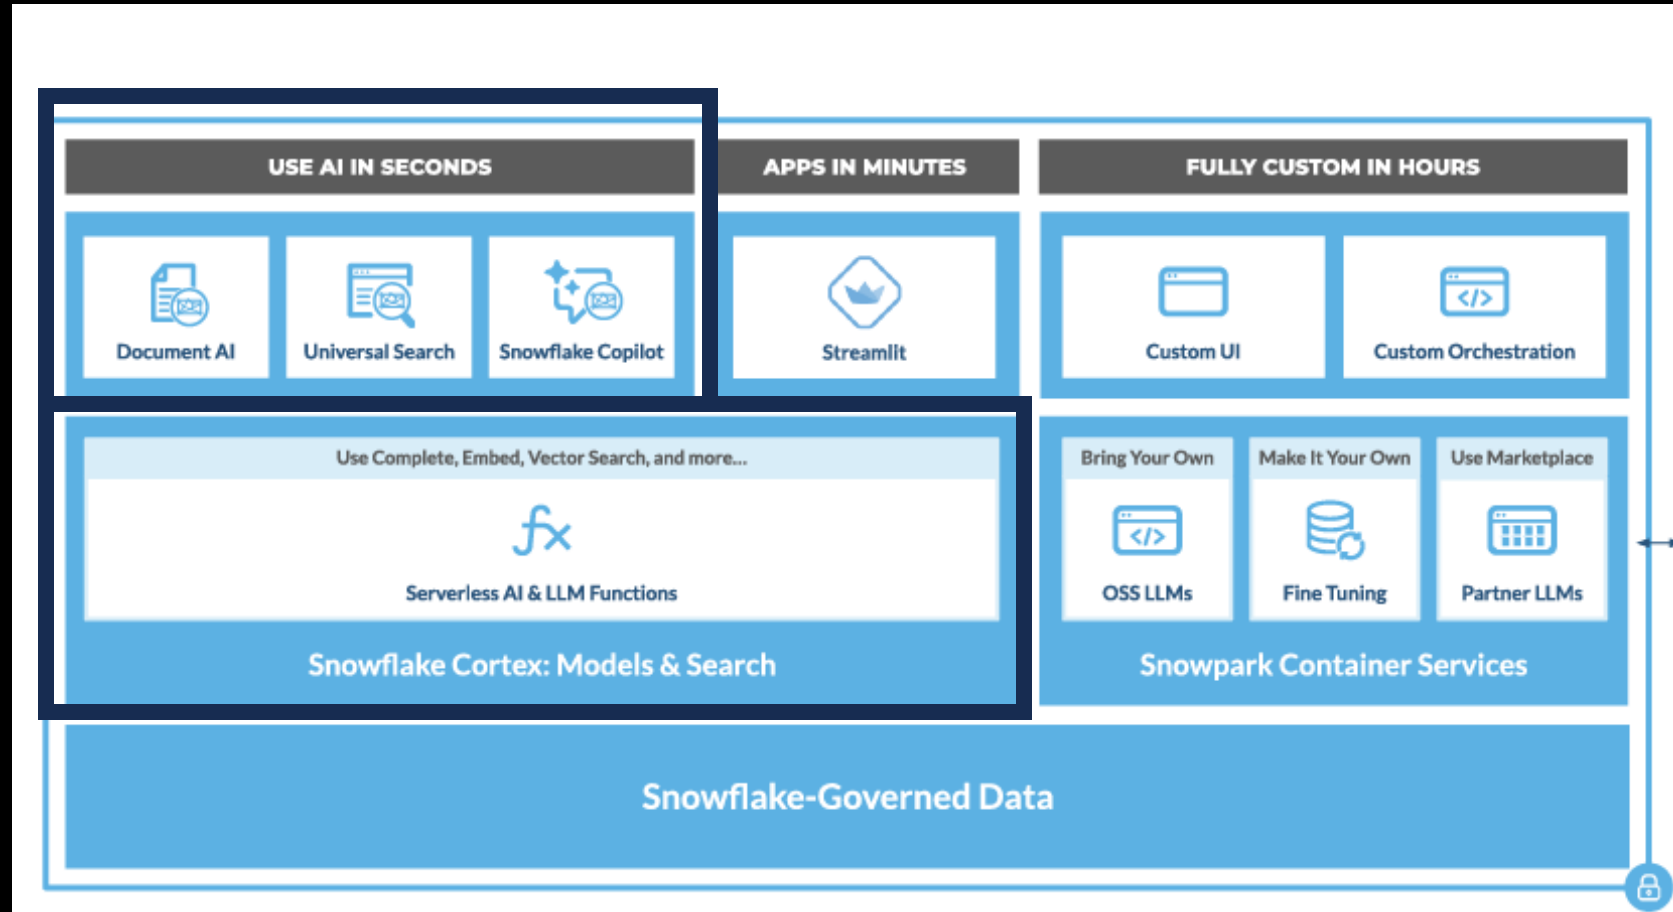 USE AI IN SECONDS
APPS IN MINUTES
FULLY CUSTOM IN HOURS
Document AI
Universal Search
Snowflake Copilot
Streamlit
Custom UI
Custom Orchestration
Use Complete, Embed, Vector Search, and more...
Serverless AI & LLM Functions
Snowflake Cortex: Models & Search
Bring Your Own
Make It Your Own
Use Marketplace
OSS LLMs
Fine Tuning
Partner LLMs
Snowpark Container Services
Snowflake-Governed Data